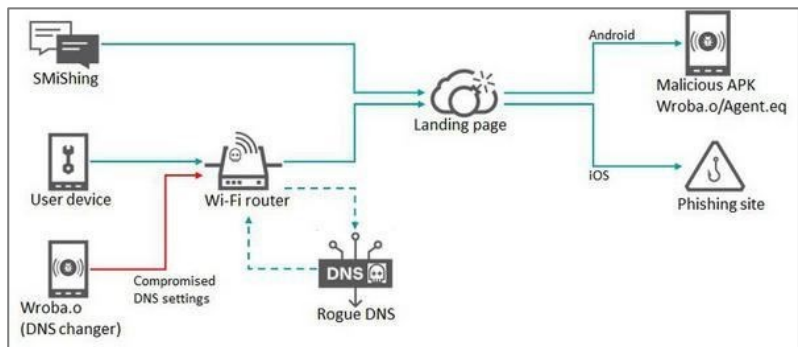 SMiShing
Android
Malicious APK
Wroba.o/Agent.eq
Landing page
User device
Wi-Fi router
iOS
Phishing site
Compromised
DNS settings
DNS
Rogue DNS
Wroba.o
(DNS changer)